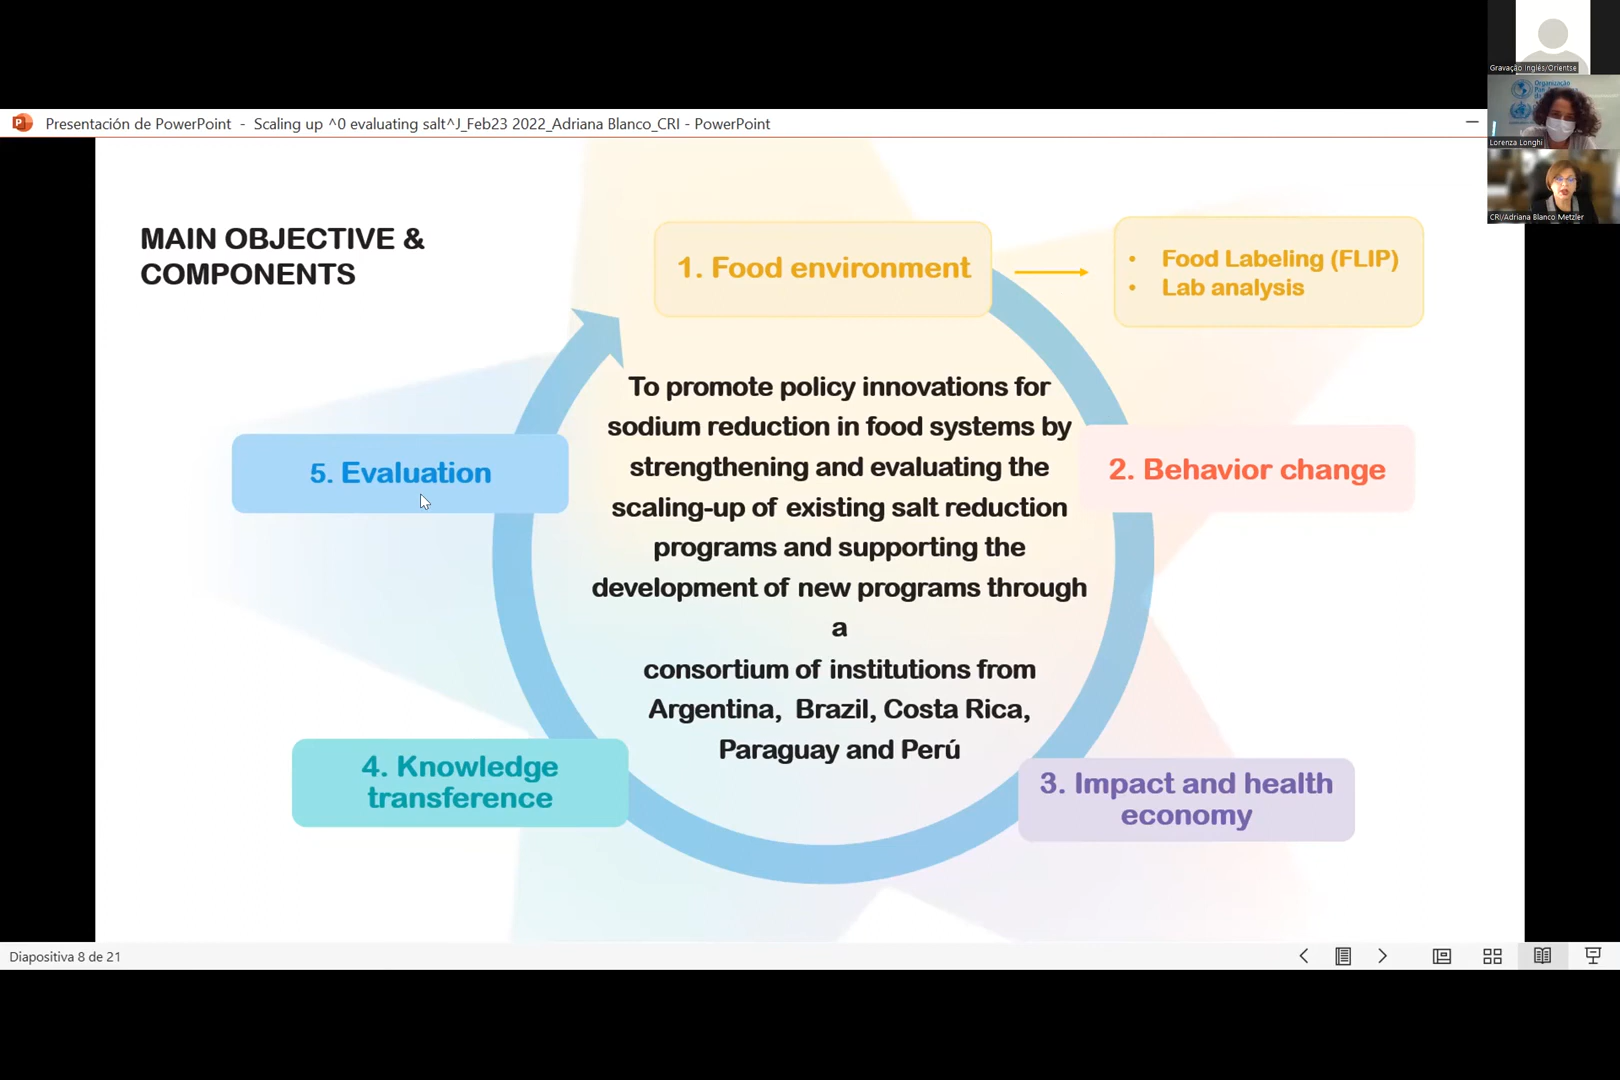 Gravação Inglés/Orientse
Organização
Lorenza Longhi
CRI/Adriana Blanco Metzler
Presentación de PowerPoint - Scaling up ^0 evaluating salt^J_Feb23 2022_Adriana Blanco_CRI - PowerPoint
MAIN OBJECTIVE &
COMPONENTS
1. Food environment
• Food Labeling (FLIP)
• Lab analysis
To promote policy innovations for
sodium reduction in food systems by
strengthening and evaluating the
scaling-up of existing salt reduction
programs and supporting the
development of new programs through
a
consortium of institutions from
Argentina, Brazil, Costa Rica,
Paraguay and Perú
2. Behavior change
3. Impact and health
economy
4. Knowledge
transference
5. Evaluation
Diapositiva 8 de 21